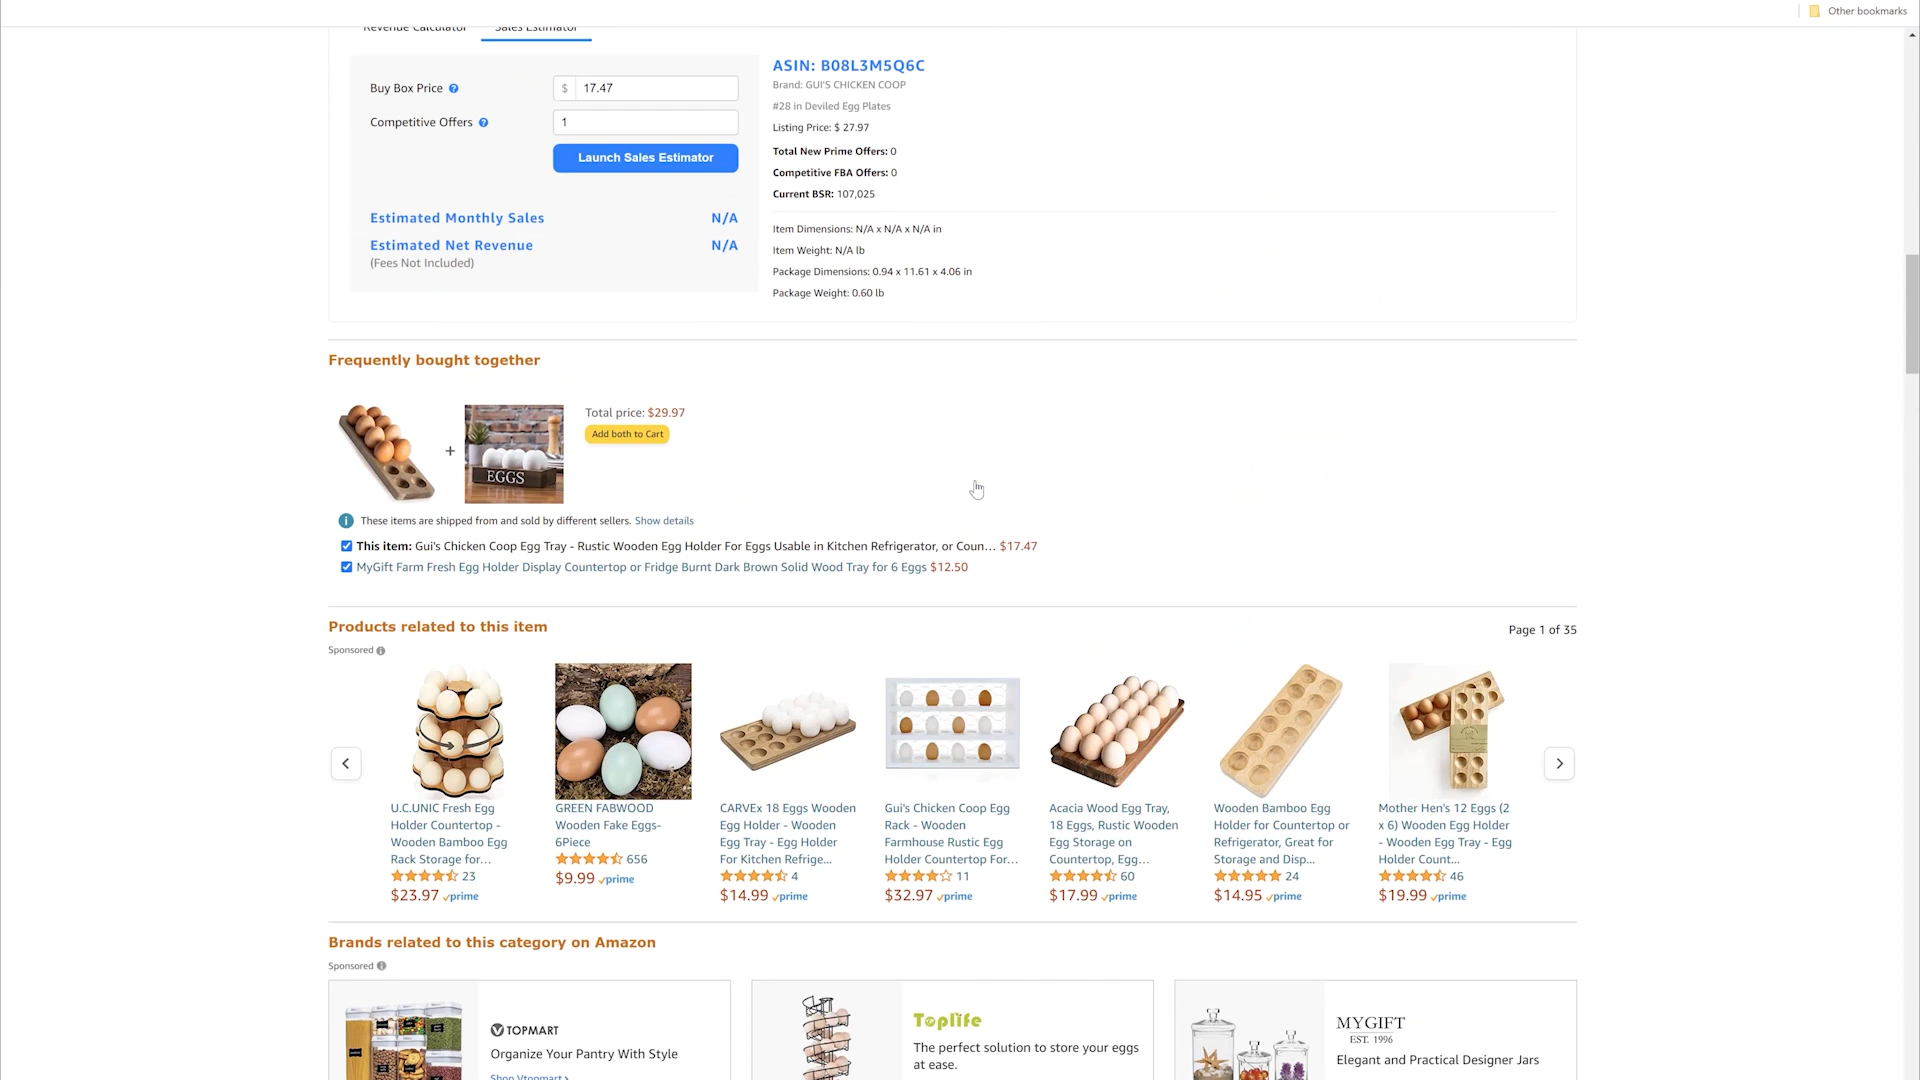 Other bookmarks
Revenue Calculator
Sales Estimator
Buy Box Price
$ 17.47
Competitive Offers
1
Launch Sales Estimator
Estimated Monthly Sales N/A
Estimated Net Revenue N/A
(Fees Not Included)
ASIN: B08L3M5Q6C
Brand: GUI'S CHICKEN COOP
#28 in Deviled Egg Plates
Listing Price: $ 27.97
Total New Prime Offers: 0
Competitive FBA Offers: 0
Current BSR: 107,025
Item Dimensions: N/A x N/A x N/A in
Item Weight: N/A lb
Package Dimensions: 0.94 x 11.61 x 4.06 in
Package Weight: 0.60 lb
Frequently bought together
+
EGGS
Total price: $29.97
Add both to Cart
These items are shipped from and sold by different sellers. Show details
This item: Gui's Chicken Coop Egg Tray - Rustic Wooden Egg Holder For Eggs Usable in Kitchen Refrigerator, or Coun… $17.47
MyGift Farm Fresh Egg Holder Display Countertop or Fridge Burnt Dark Brown Solid Wood Tray for 6 Eggs $12.50
Products related to this item
Page 1 of 35
Sponsored
U.C.UNIC Fresh Egg
Holder Countertop -
Wooden Bamboo Egg
Rack Storage for...
23
$23.97 prime
GREEN FABWOOD
Wooden Fake Eggs-
6Piece
656
$9.99 prime
CARVEx 18 Eggs Wooden
Egg Holder - Wooden
Egg Tray - Egg Holder
For Kitchen Refrige...
4
$14.99 prime
Gui's Chicken Coop Egg
Rack - Wooden
Farmhouse Rustic Egg
Holder Countertop For...
11
$32.97 prime
Acacia Wood Egg Tray,
18 Eggs, Rustic Wooden
Egg Storage on
Countertop, Egg...
60
$17.99 prime
Wooden Bamboo Egg
Holder for Countertop or
Refrigerator, Great for
Storage and Disp...
24
$14.95 prime
Mother Hen's 12 Eggs (2
x 6) Wooden Egg Holder
- Wooden Egg Tray - Egg
Holder Count...
46
$19.99 prime
Brands related to this category on Amazon
Sponsored
VTOPMART
Organize Your Pantry With Style
Shop Vtopmart ›
Toplife
The perfect solution to store your eggs
at ease.
MYGIFT
EST. 1996
Elegant and Practical Designer Jars